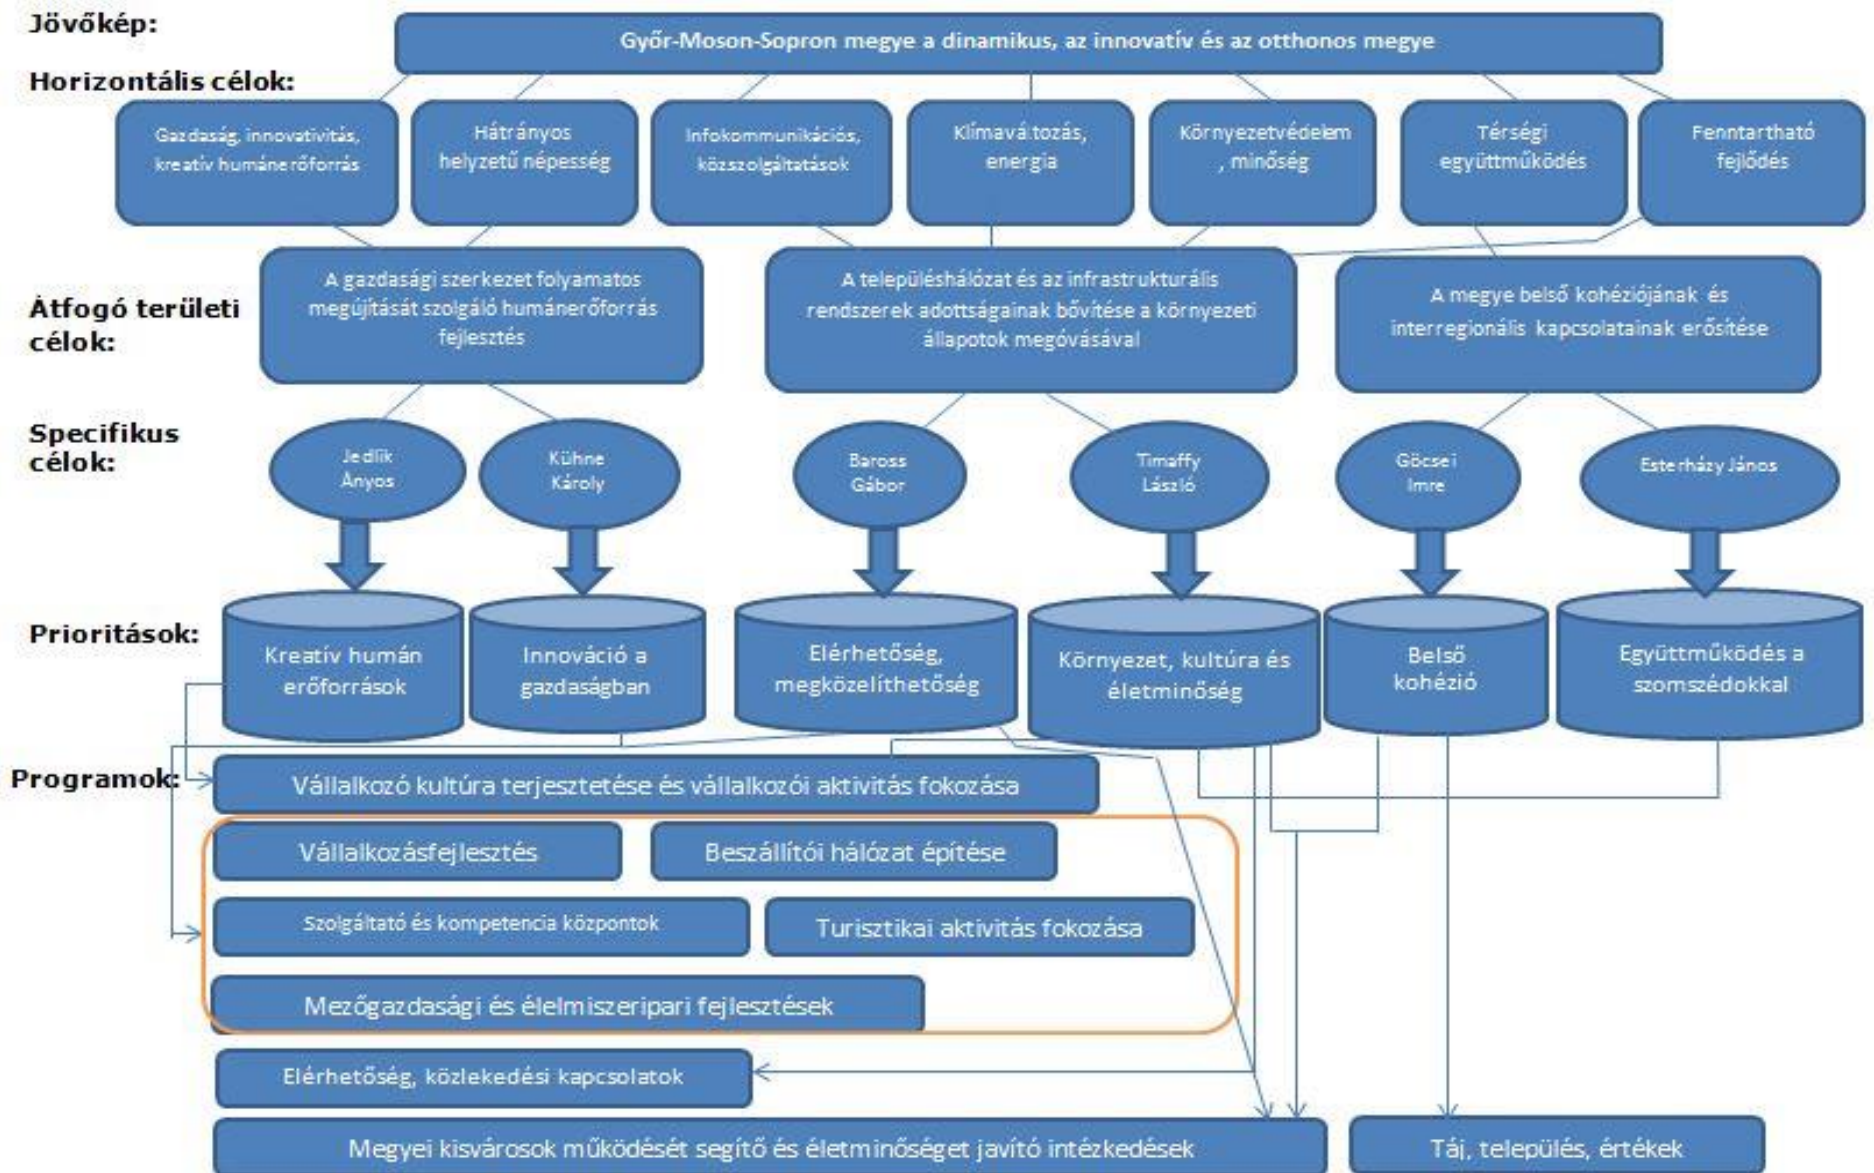 Jövőkép:
Győr-Moson-Sopron megye a dinamikus, az innovatív és az otthonos megye
Horizontális célok:
Gazdaság, innovativitás,
kreatív humánerőforrás
Hátrányos
helyzetű népesség
Infokommunikációs,
közszolgáltatások
Klímaváltozás,
energia
Környezetvédelem
, minőség
Térségi
együttműködés
Fenntartható
fejlődés
Átfogó területi
célok:
A gazdasági szerkezet folyamatos
megújítását szolgáló humánerőforrás
fejlesztés
A településhálózat és az infrastrukturális
rendszerek adottságainak bővítése a környezeti
állapotok megóvásával
A megye belső kohéziójának és
interregionális kapcsolatainak erősítése
Specifikus
célok:
Jedlik
Ányos
Kühne
Károly
Baross
Gábor
Timaffy
László
Göcsei
Imre
Esterházy János
Prioritások:
Kreatív humán
erőforrások
Innováció a
gazdaságban
Elérhetőség,
megközelíthetőség
Környezet, kultúra és
életminőség
Belső
kohézió
Együttműködés a
szomszédokkal
Programok:
Vállalkozó kultúra terjesztetése és vállalkozói aktivitás fokozása
Vállalkozásfejlesztés
Beszállítói hálózat építése
Szolgáltató és kompetencia központok
Turisztikai aktivitás fokozása
Mezőgazdasági és élelmiszeripari fejlesztések
Elérhetőség, közlekedési kapcsolatok
Megyei kisvárosok működését segítő és életminőséget javító intézkedések
Táj, település, értékek